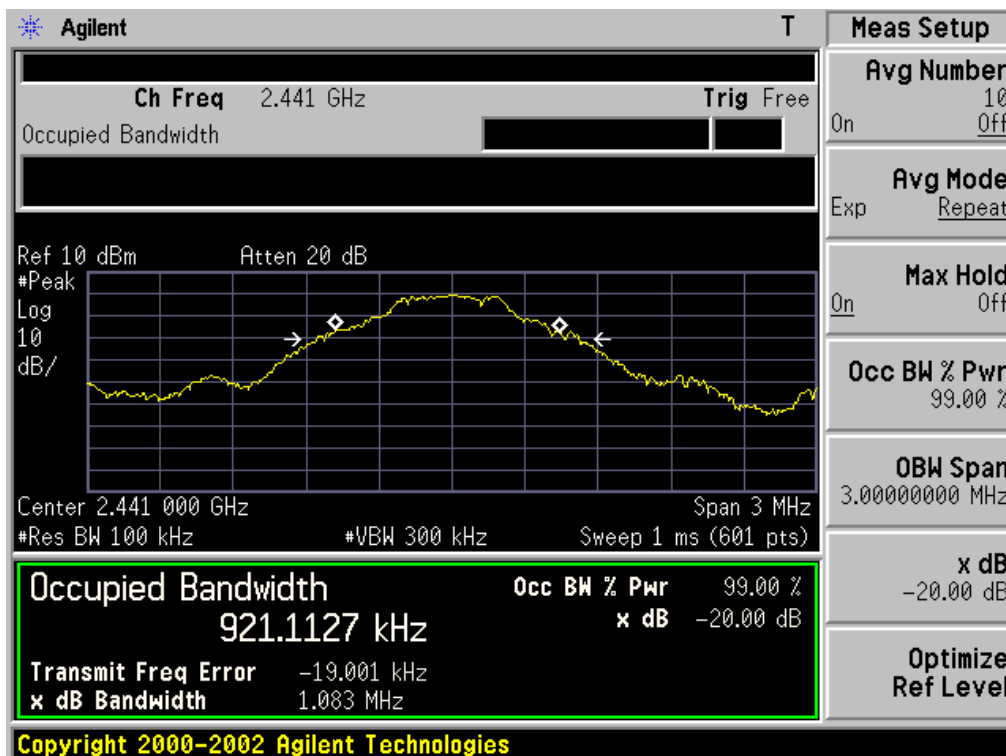 Agilent T
Ch Freq 2.441 GHz Trig Free
Occupied Bandwidth
Ref 10 dBm Atten 20 dB
#Peak
Log
10
dB/
Center 2.441 000 GHz Span 3 MHz
#Res BW 100 kHz #VBW 300 kHz Sweep 1 ms (601 pts)
Occupied Bandwidth
921.1127 kHz
Occ BW % Pwr 99.00 %
x dB -20.00 dB
Transmit Freq Error -19.001 kHz
x dB Bandwidth 1.083 MHz
Copyright 2000-2002 Agilent Technologies
Meas Setup
Avg Number
10
On Off
Avg Mode
Exp Repeat
Max Hold
On Off
Occ BW % Pwr
99.00 %
OBW Span
3.00000000 MHz
x dB
-20.00 dB
Optimize
Ref Level